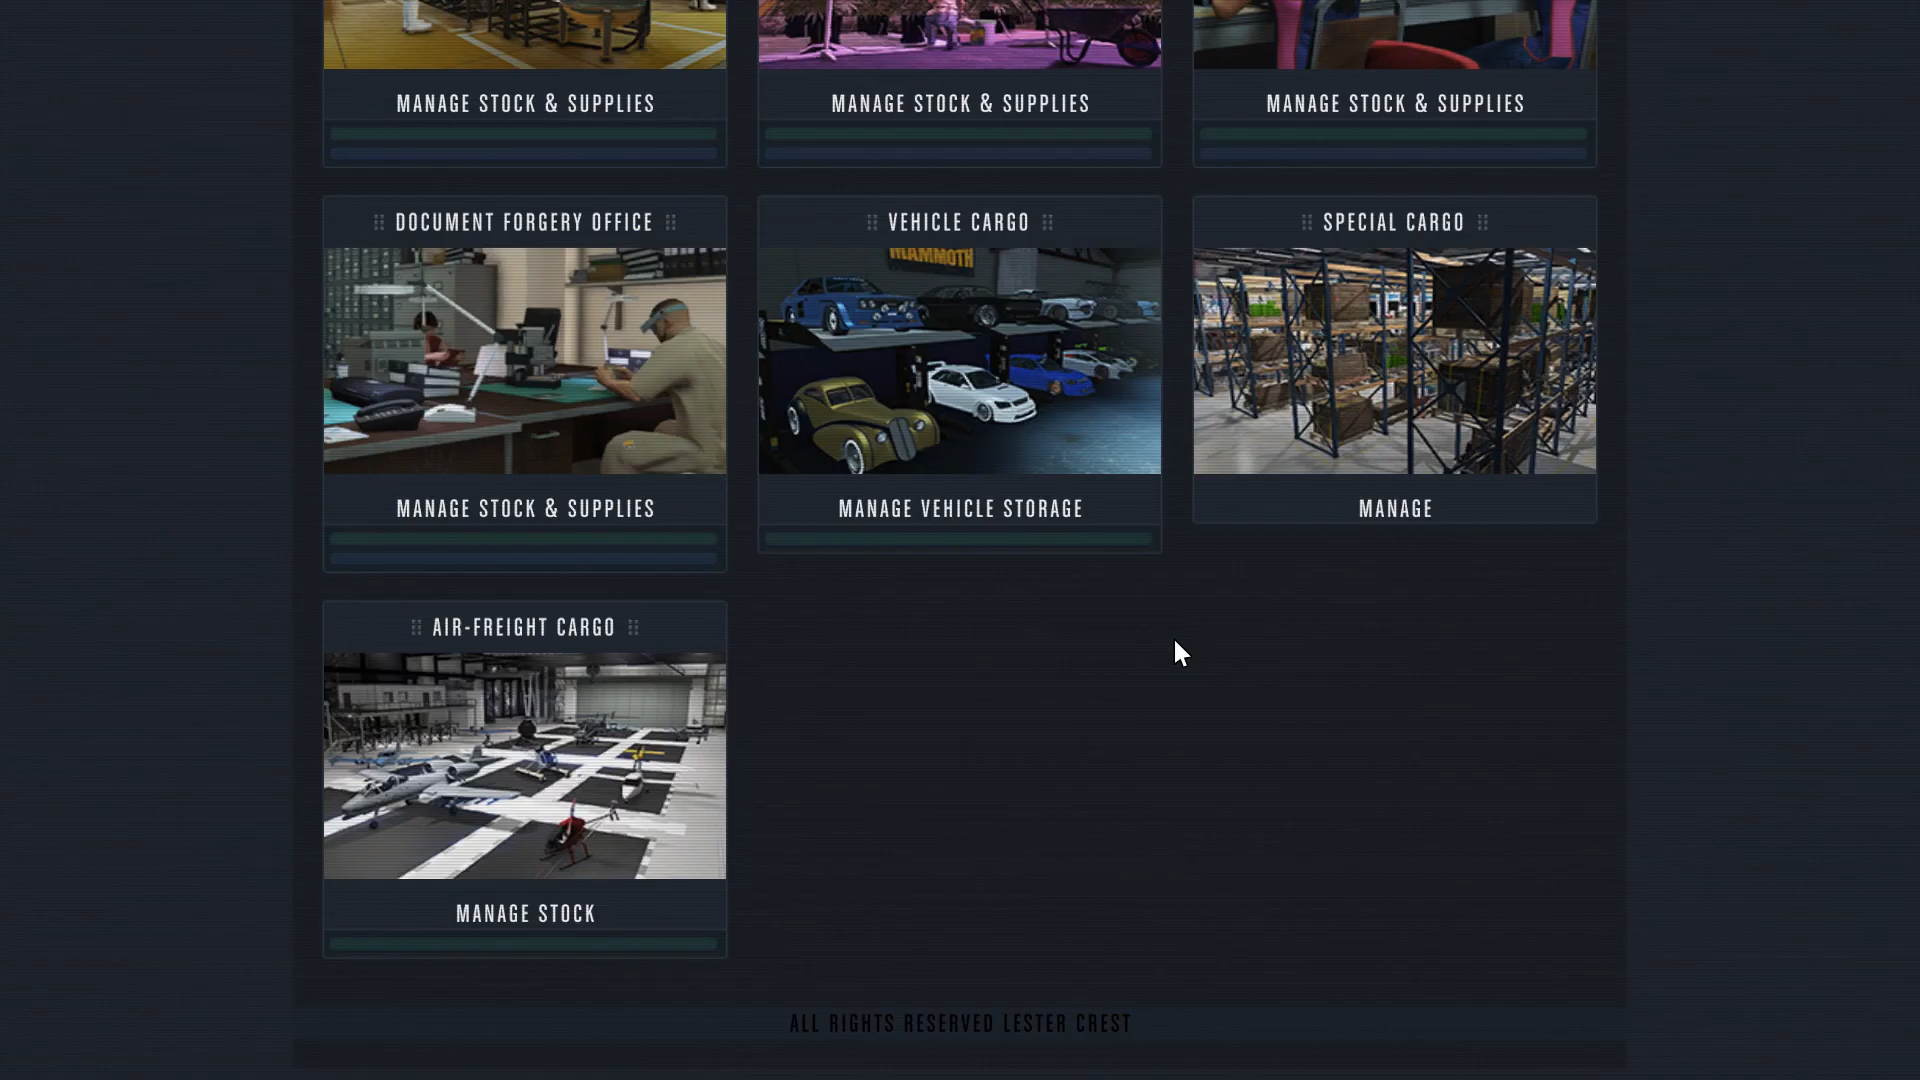 MANAGE STOCK & SUPPLIES
MANAGE STOCK & SUPPLIES
MANAGE STOCK & SUPPLIES
DOCUMENT FORGERY OFFICE
VEHICLE CARGO
SPECIAL CARGO
MAMMOTH
MANAGE STOCK & SUPPLIES
MANAGE VEHICLE STORAGE
MANAGE
AIR-FREIGHT CARGO
MANAGE STOCK
ALL RIGHTS RESERVED LESTER CREST